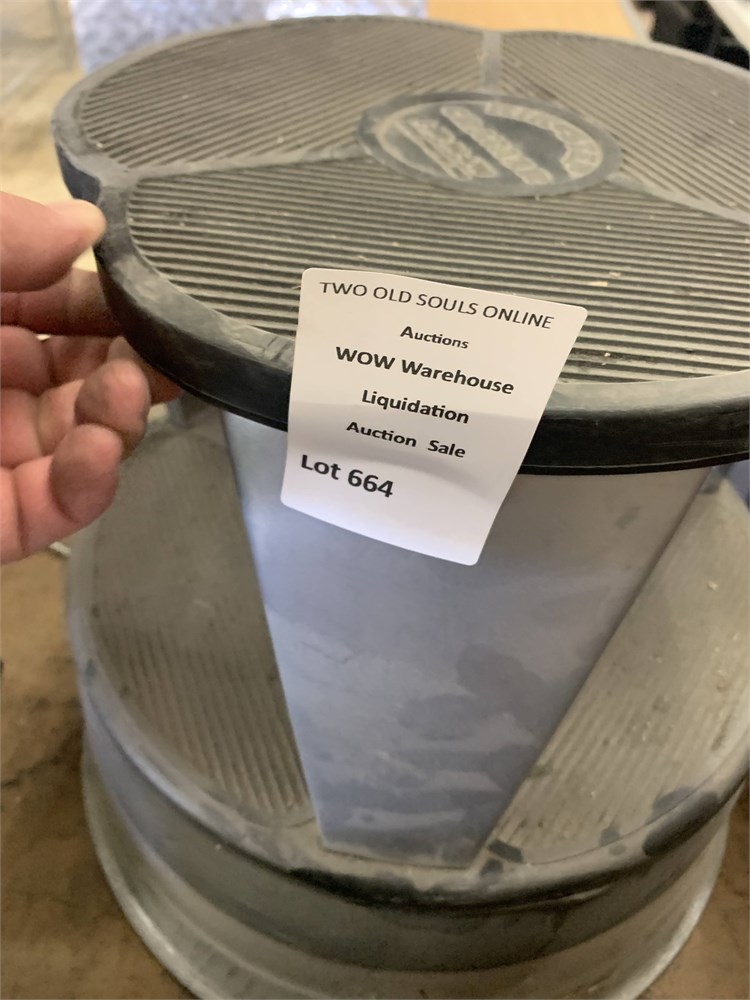 TWO OLD SOULS ONLINE
Auctions
WOW Warehouse
Liquidation
Auction Sale
Lot 664